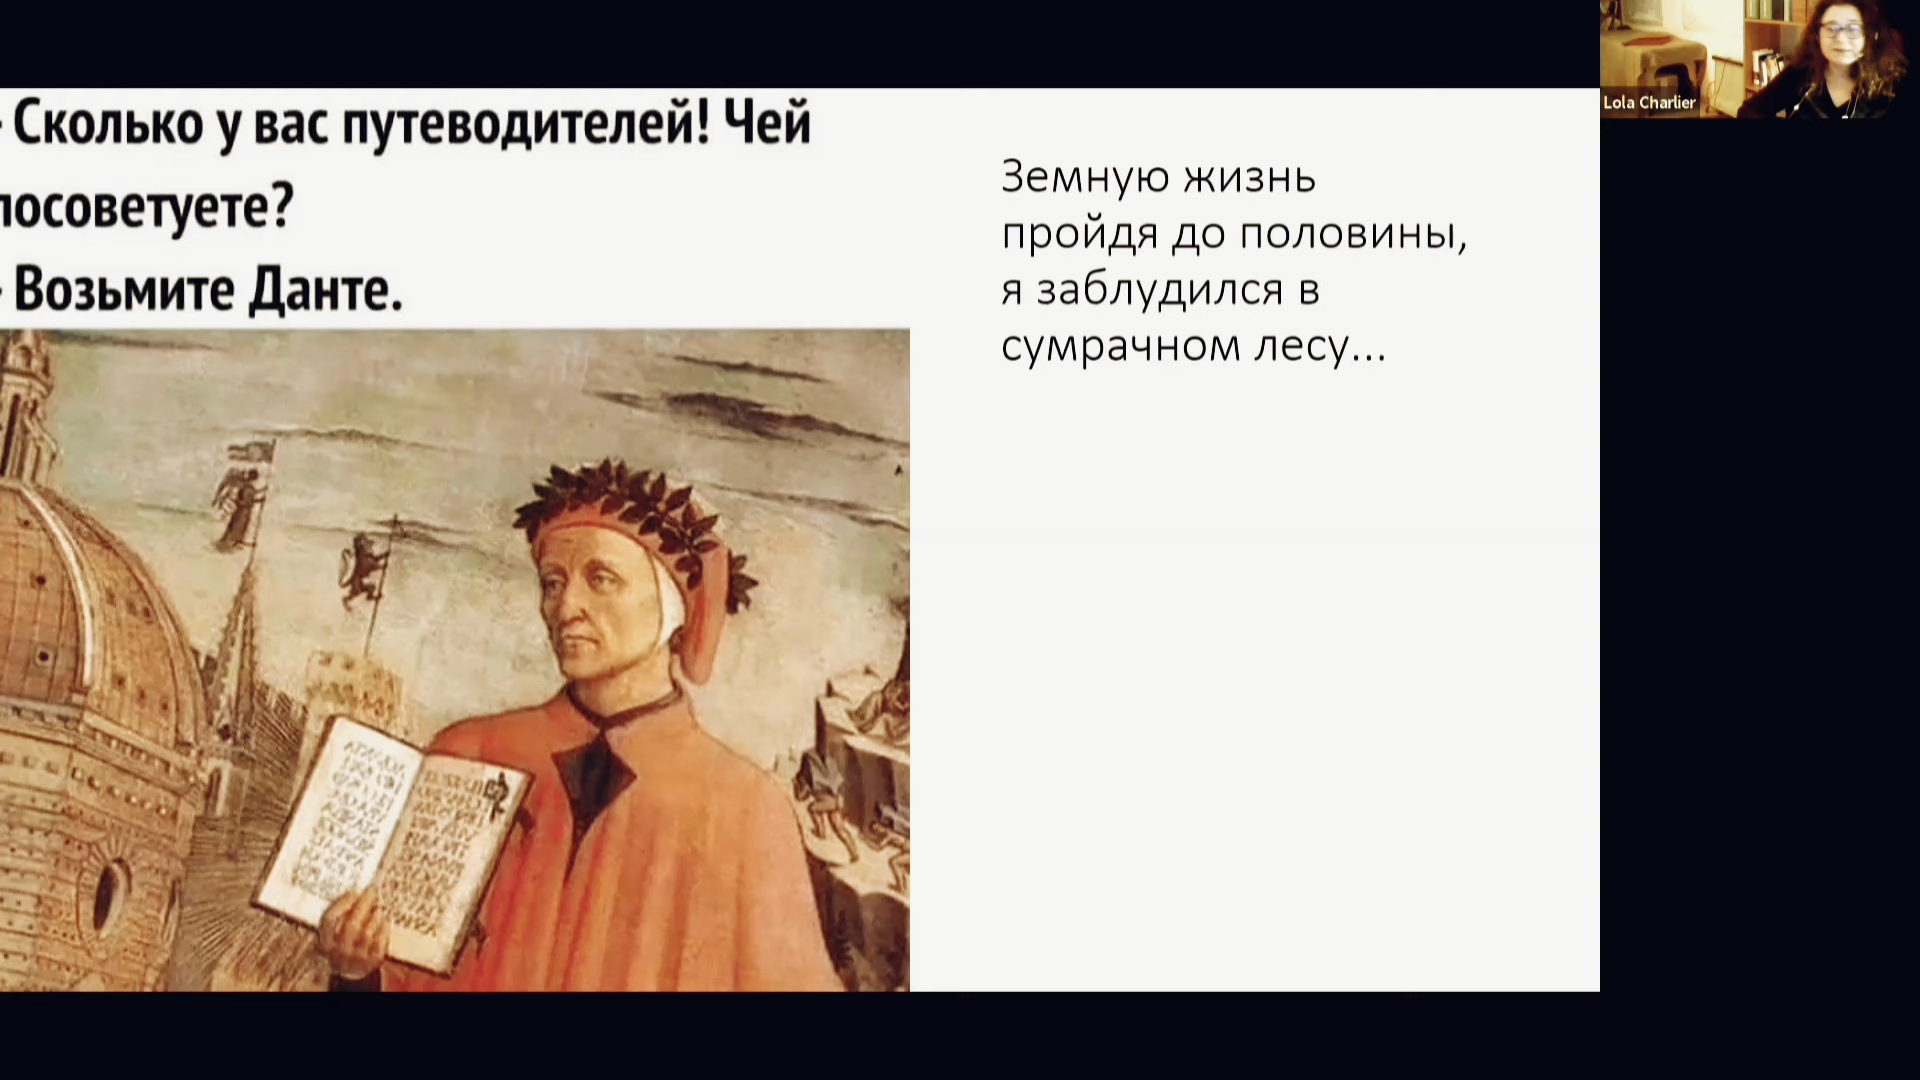 - Сколько у вас путеводителей! Чей
посоветуете?
- Возьмите Данте.
Земную жизнь
пройдя до половины,
я заблудился в
сумрачном лесу...
Lola Charlier